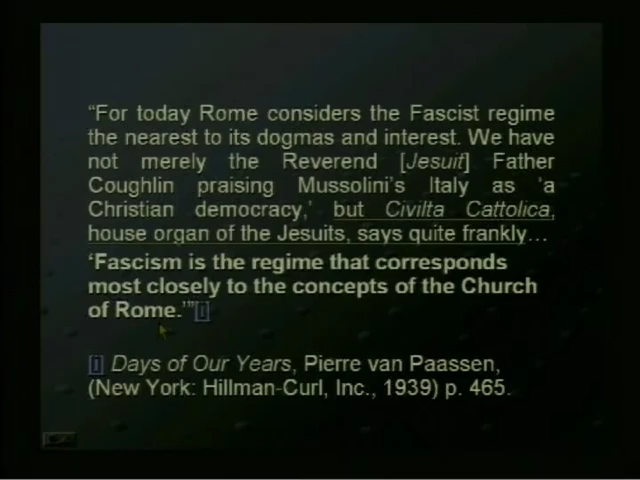 “For today Rome considers the Fascist regime
the nearest to its dogmas and interest. We have
not merely the Reverend [Jesuit] Father
Coughlin praising Mussolini’s Italy as ‘a
Christian democracy,’ but Civilta Cattolica,
house organ of the Jesuits, says quite frankly…
‘Fascism is the regime that corresponds
most closely to the concepts of the Church
of Rome.’”[i]
[i] Days of Our Years, Pierre van Paassen,
(New York: Hillman-Curl, Inc., 1939) p. 465.